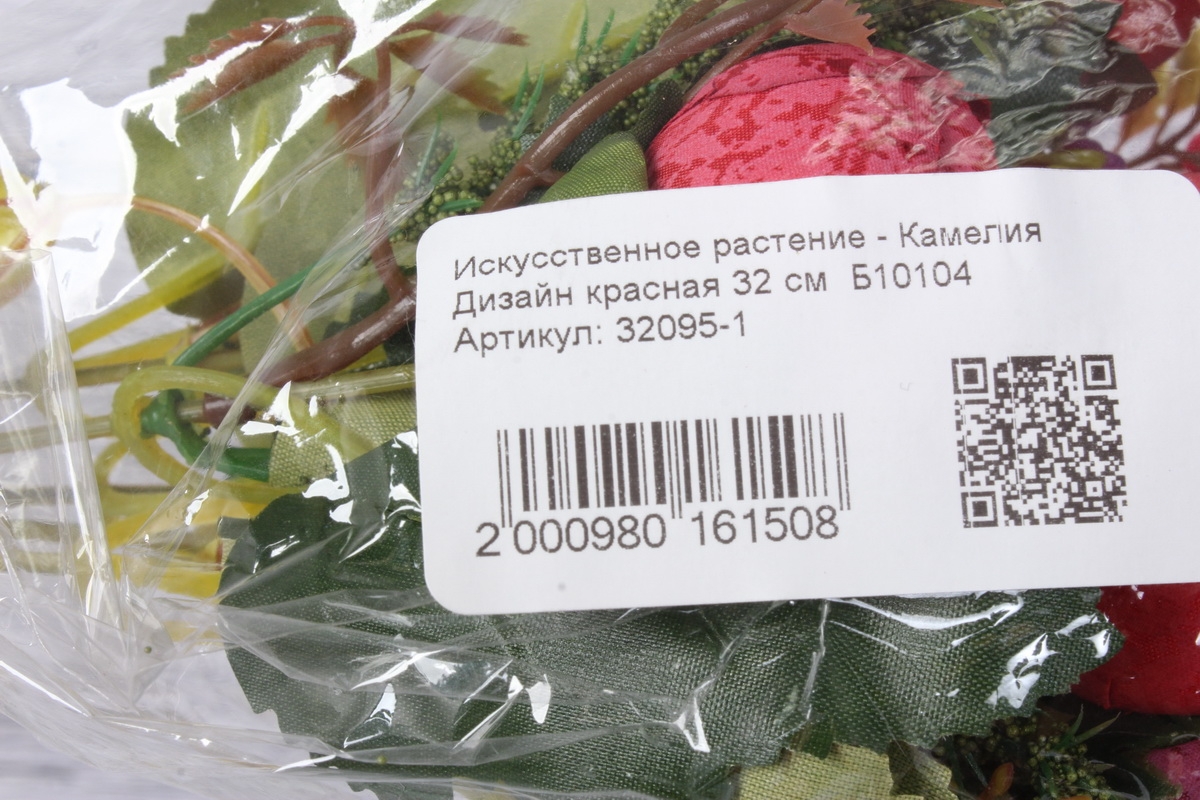 Искусственное растение - Камелия
Дизайн красная 32 см Б10104
Артикул: 32095-1
2 000980 161508